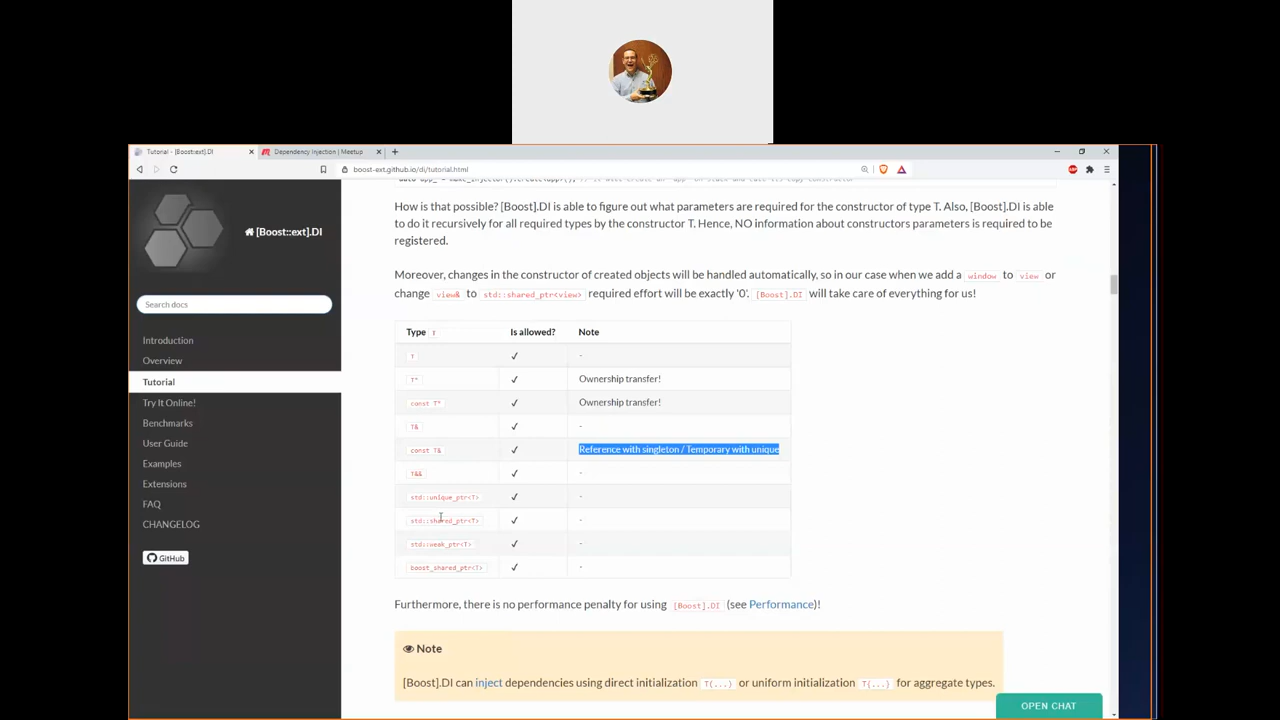 Tutorial - [Boost::ext].DI
Dependency Injection | Meetup
boost-ext.github.io/di/tutorial.html
[Boost::ext].DI
Search docs
Introduction
Overview
Tutorial
Try It Online!
Benchmarks
User Guide
Examples
Extensions
FAQ
CHANGELOG
GitHub
How is that possible? [Boost].DI is able to figure out what parameters are required for the constructor of type T. Also, [Boost].DI is able
to do it recursively for all required types by the constructor T. Hence, NO information about constructors parameters is required to be
registered.
Moreover, changes in the constructor of created objects will be handled automatically, so in our case when we add a window to view or
change view& to std::shared_ptr<view> required effort will be exactly '0'. [Boost].DI will take care of everything for us!
Type T Is allowed? Note
T ✓ -
T* ✓ Ownership transfer!
const T* ✓ Ownership transfer!
T& ✓ -
const T& ✓ Reference with singleton / Temporary with unique
T&& ✓ -
std::unique_ptr<T> ✓ -
std::shared_ptr<T> ✓ -
std::weak_ptr<T> ✓ -
boost_shared_ptr<T> ✓ -
Furthermore, there is no performance penalty for using [Boost].DI (see Performance)!
Note
[Boost].DI can inject dependencies using direct initialization T(...) or uniform initialization T{...} for aggregate types.
OPEN CHAT